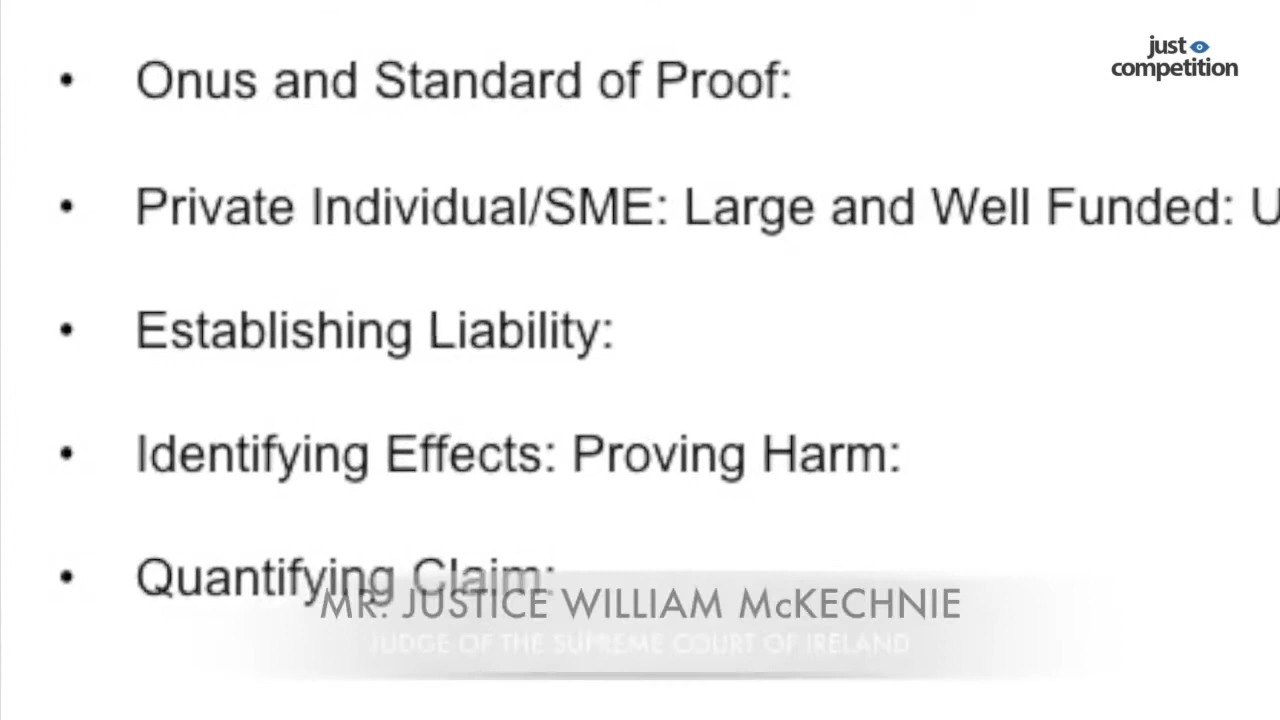 just
competition
• Onus and Standard of Proof:
• Private Individual/SME: Large and Well Funded: U
• Establishing Liability:
• Identifying Effects: Proving Harm:
• Quantifying Claim:
MR. JUSTICE WILLIAM McKECHNIE
JUDGE OF THE SUPREME COURT OF IRELAND